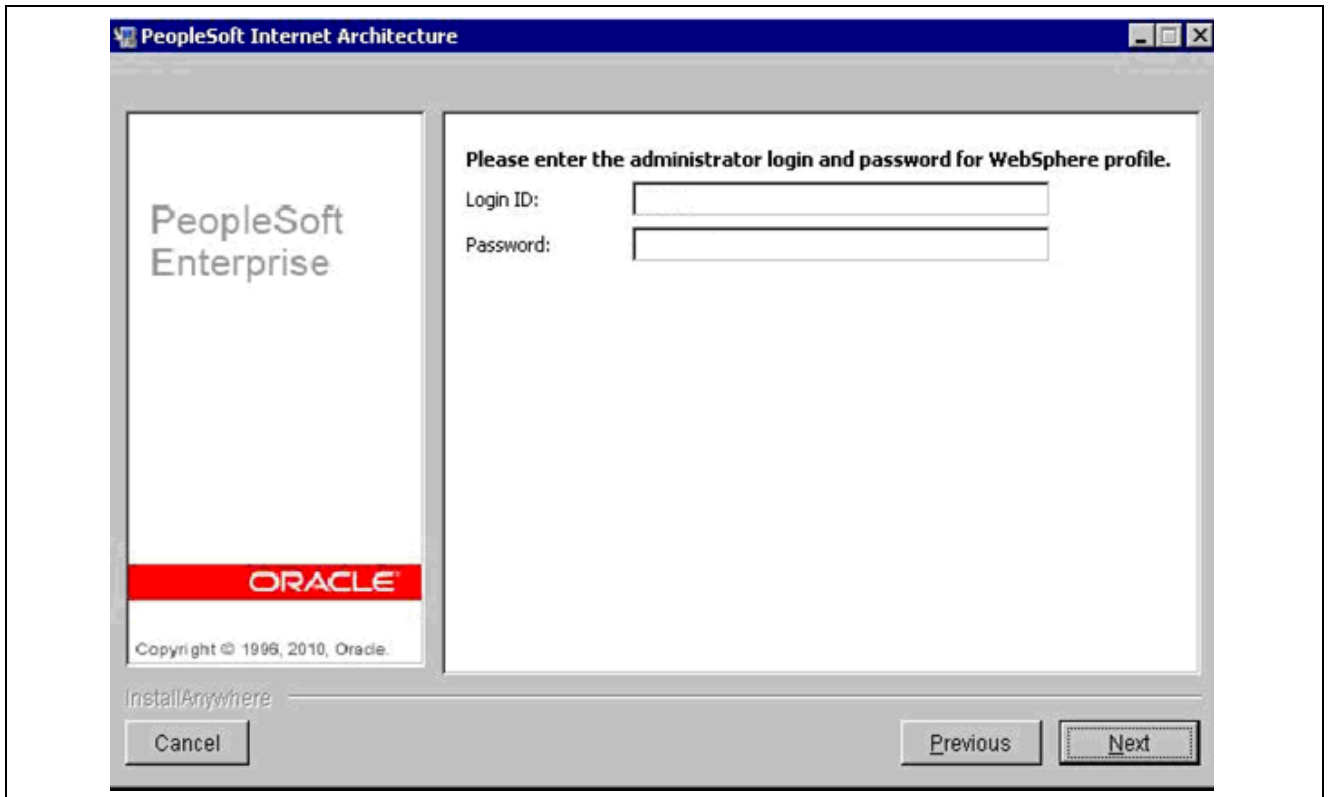 PeopleSoft Internet Architecture
PeopleSoft
Enterprise
ORACLE
Copyright © 1996, 2010, Oracle.
Please enter the administrator login and password for WebSphere profile.
Login ID:
Password:
InstallAnywhere
Cancel
Previous
Next